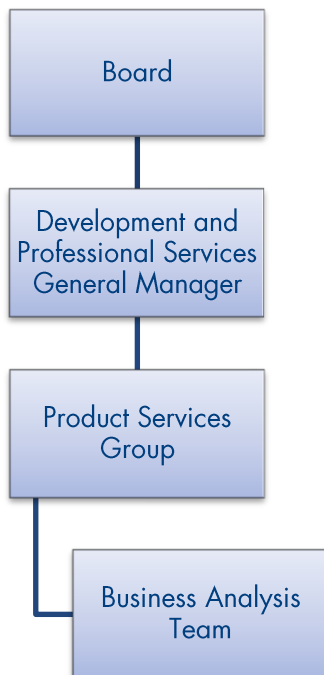 Board
Development and
Professional Services
General Manager
Product Services
Group
Business Analysis
Team